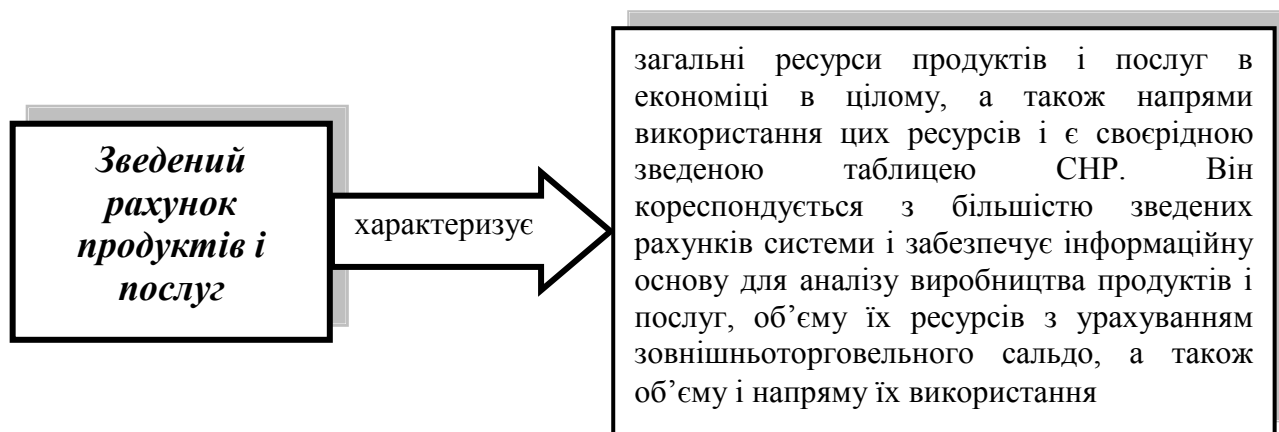 Зведений
рахунок
продуктів і
послуг
характеризує
загальні ресурси продуктів і послуг в
економіці в цілому, а також напрями
використання цих ресурсів і є своєрідною
зведеною таблицею СНР. Він
кореспондується з більшістю зведених
рахунків системи і забезпечує інформаційну
основу для аналізу виробництва продуктів і
послуг, об’єму їх ресурсів з урахуванням
зовнішньоторговельного сальдо, а також
об’єму і напряму їх використання